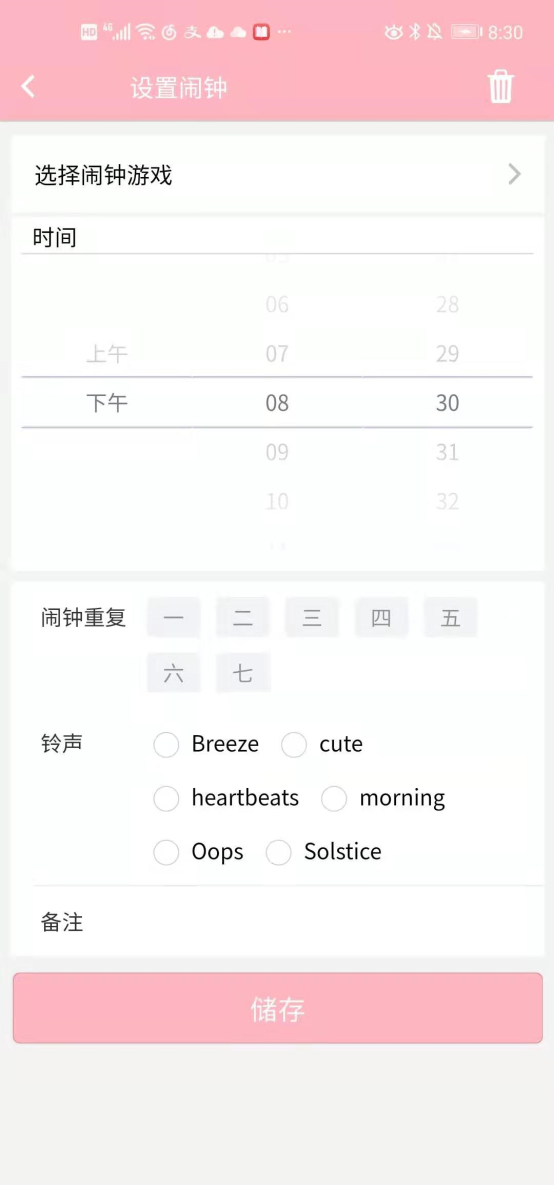 HD 4G 8:30
设置闹钟
选择闹钟游戏
时间
06 28
上午 07 29
下午 08 30
09 31
10 32
闹钟重复 一 二 三 四 五
六 七
铃声 Breeze cute
heartbeats morning
Oops Solstice
备注
储存